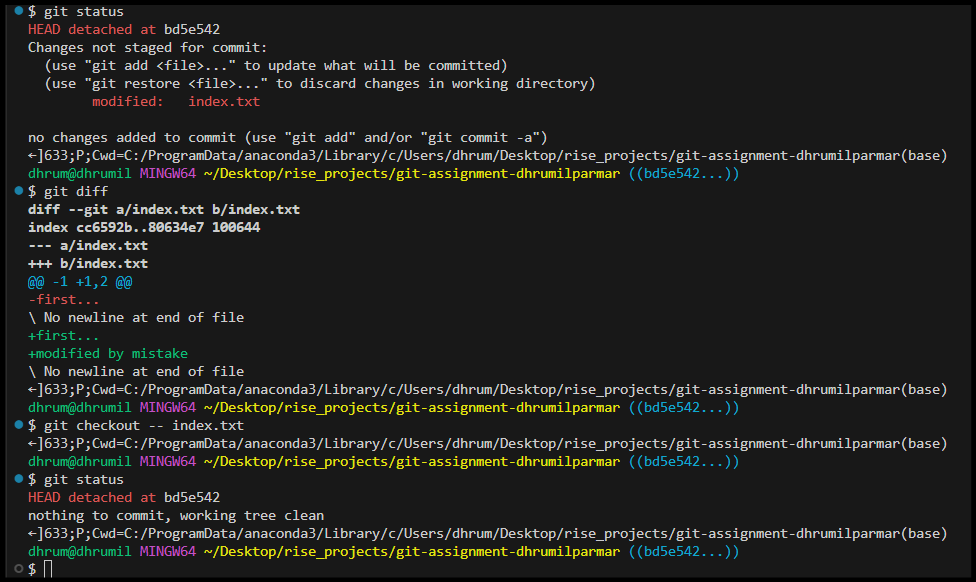 $ git status
HEAD detached at bd5e542
Changes not staged for commit:
  (use "git add <file>..." to update what will be committed)
  (use "git restore <file>..." to discard changes in working directory)
        modified:   index.txt

no changes added to commit (use "git add" and/or "git commit -a")
←]633;P;Cwd=C:/ProgramData/anaconda3/Library/c/Users/dhrum/Desktop/rise_projects/git-assignment-dhrumilparmar(base)
dhrum@dhrumil MINGW64 ~/Desktop/rise_projects/git-assignment-dhrumilparmar ((bd5e542...))
$ git diff
diff --git a/index.txt b/index.txt
index cc6592b..80634e7 100644
--- a/index.txt
+++ b/index.txt
@@ -1 +1,2 @@
-first...
\ No newline at end of file
+first...
+modified by mistake
\ No newline at end of file
←]633;P;Cwd=C:/ProgramData/anaconda3/Library/c/Users/dhrum/Desktop/rise_projects/git-assignment-dhrumilparmar(base)
dhrum@dhrumil MINGW64 ~/Desktop/rise_projects/git-assignment-dhrumilparmar ((bd5e542...))
$ git checkout -- index.txt
←]633;P;Cwd=C:/ProgramData/anaconda3/Library/c/Users/dhrum/Desktop/rise_projects/git-assignment-dhrumilparmar(base)
dhrum@dhrumil MINGW64 ~/Desktop/rise_projects/git-assignment-dhrumilparmar ((bd5e542...))
$ git status
HEAD detached at bd5e542
nothing to commit, working tree clean
←]633;P;Cwd=C:/ProgramData/anaconda3/Library/c/Users/dhrum/Desktop/rise_projects/git-assignment-dhrumilparmar(base)
dhrum@dhrumil MINGW64 ~/Desktop/rise_projects/git-assignment-dhrumilparmar ((bd5e542...))
$